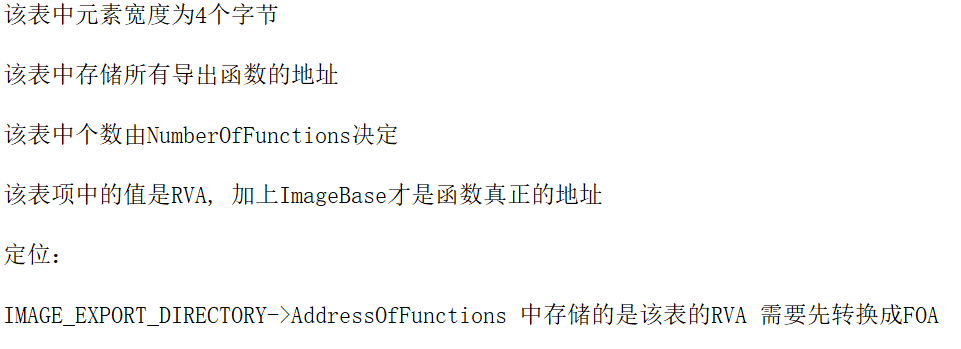 该表中元素宽度为4个字节
该表中存储所有导出函数的地址
该表中个数由NumberOfFunctions决定
该表项中的值是RVA, 加上ImageBase才是函数真正的地址
定位：
IMAGE_EXPORT_DIRECTORY->AddressOfFunctions 中存储的是该表的RVA 需要先转换成FOA